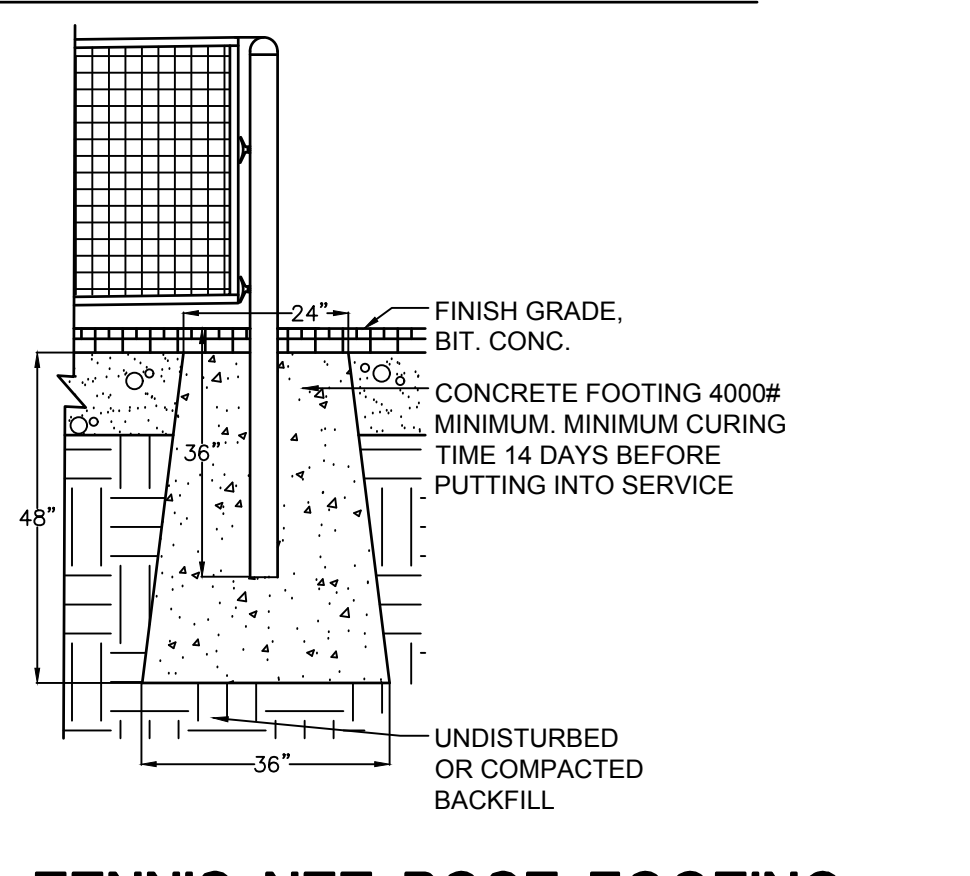 24”
FINISH GRADE,
BIT. CONC.
CONCRETE FOOTING 4000#
MINIMUM. MINIMUM CURING
TIME 14 DAYS BEFORE
PUTTING INTO SERVICE
36”
48”
UNDISTURBED
OR COMPACTED
BACKFILL
36”
TENNIS NET POST FOOTING